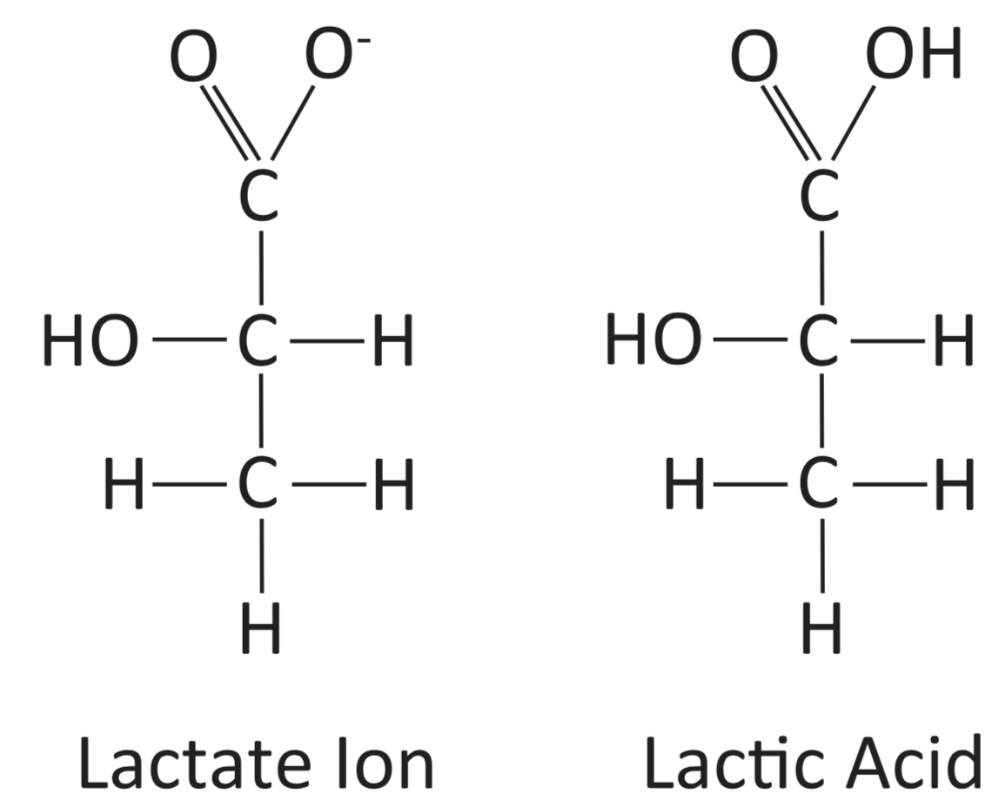 O O- O OH
C C
HO C H HO C H
H C H H C H
H H
Lactate Ion Lactic Acid